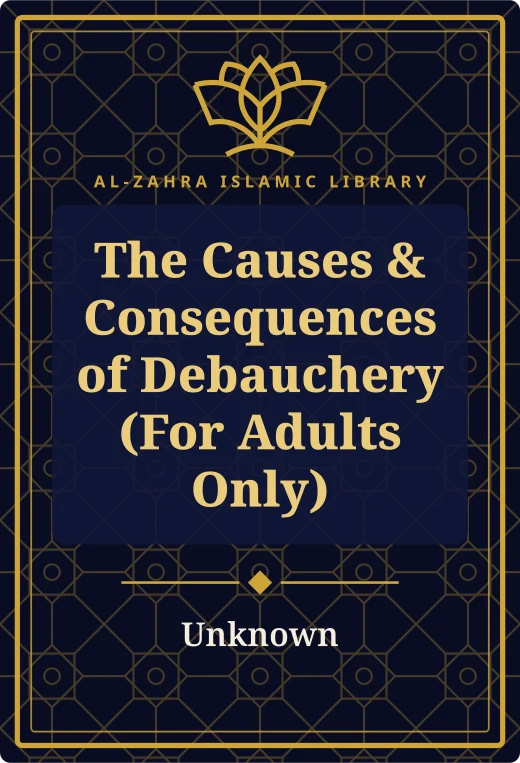 AL-ZAHRA ISLAMIC LIBRARY
The Causes &
Consequences
of Debauchery
(For Adults
Only)
Unknown